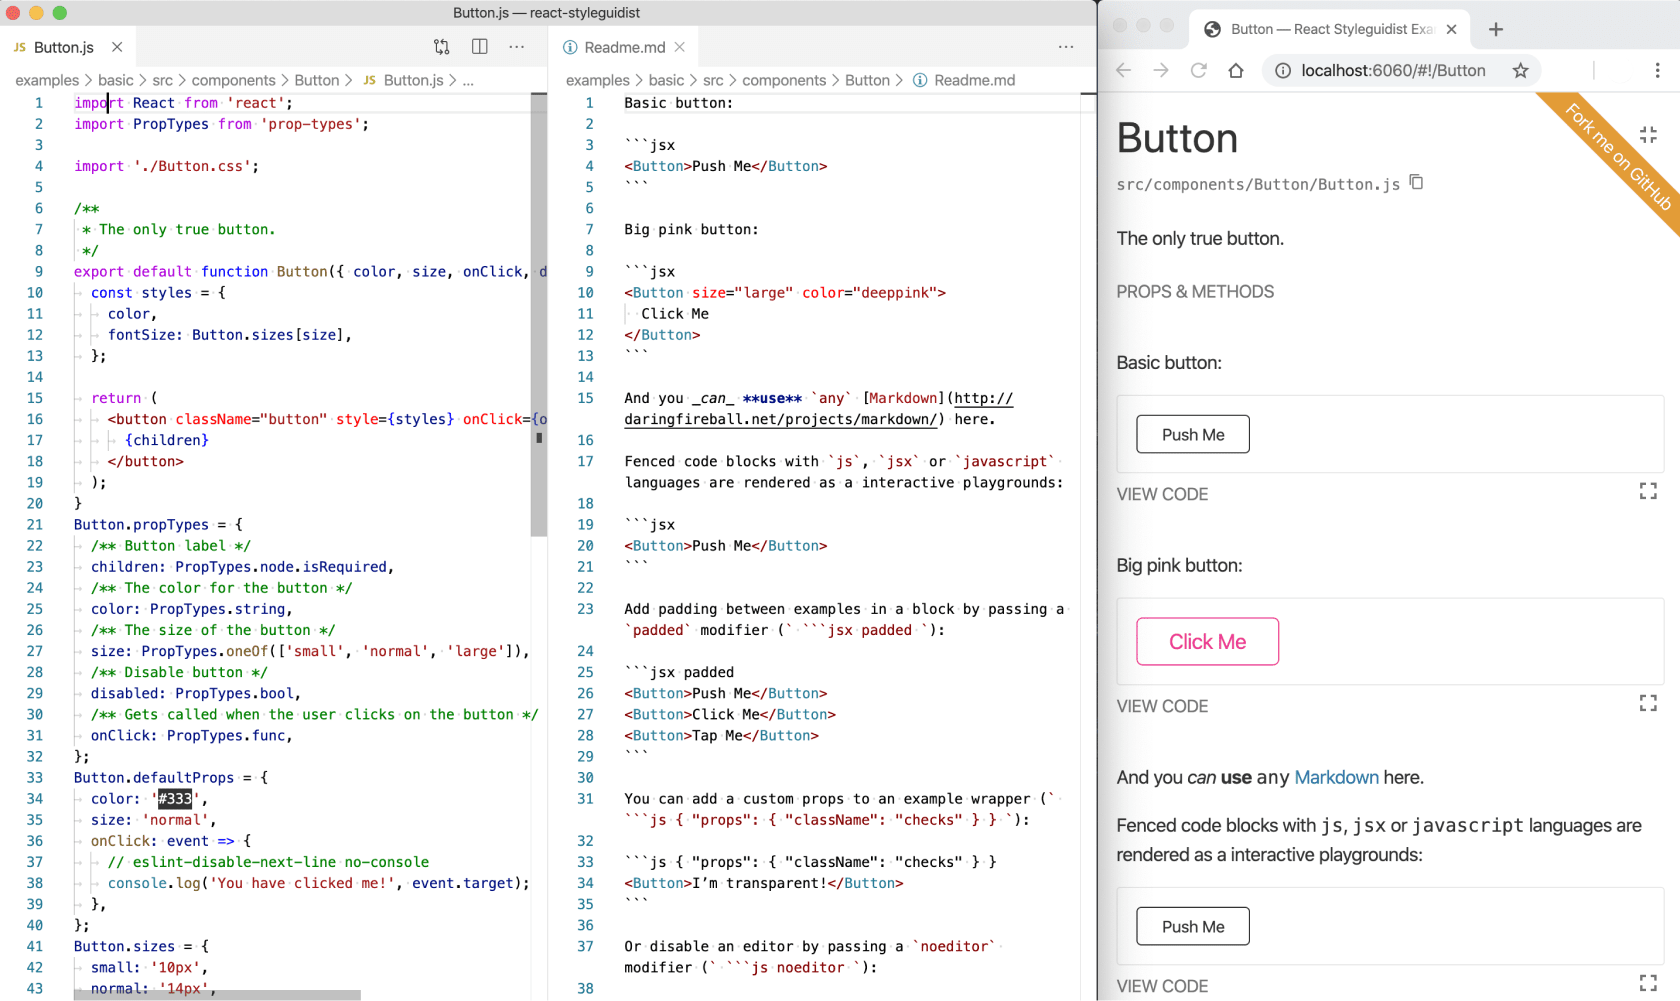 Button.js — react-styleguidist
JS Button.js
examples > basic > src > components > Button > JS Button.js > ...
1 import React from 'react';
2 import PropTypes from 'prop-types';
3
4 import './Button.css';
5
6 /**
7  * The only true button.
8  */
9 export default function Button({ color, size, onClick, d
10   const styles = {
11     color,
12     fontSize: Button.sizes[size],
13   };
14
15   return (
16     <button className="button" style={styles} onClick={o
17       {children}
18     </button>
19   );
20 }
21 Button.propTypes = {
22   /** Button label */
23   children: PropTypes.node.isRequired,
24   /** The color for the button */
25   color: PropTypes.string,
26   /** The size of the button */
27   size: PropTypes.oneOf(['small', 'normal', 'large']),
28   /** Disable button */
29   disabled: PropTypes.bool,
30   /** Gets called when the user clicks on the button */
31   onClick: PropTypes.func,
32 };
33 Button.defaultProps = {
34   color: '#333',
35   size: 'normal',
36   onClick: event => {
37     // eslint-disable-next-line no-console
38     console.log('You have clicked me!', event.target);
39   },
40 };
41 Button.sizes = {
42   small: '10px',
43   normal: '14px',
Readme.md
examples > basic > src > components > Button > Readme.md
1 Basic button:
2
3 ```jsx
4 <Button>Push Me</Button>
5 ```
6
7 Big pink button:
8
9 ```jsx
10 <Button size="large" color="deeppink">
11   Click Me
12 </Button>
13 ```
14
15 And you _can_ **use** `any` [Markdown](http://
daringfireball.net/projects/markdown/) here.
16
17 Fenced code blocks with `js`, `jsx` or `javascript`
languages are rendered as a interactive playgrounds:
18
19 ```jsx
20 <Button>Push Me</Button>
21 ```
22
23 Add padding between examples in a block by passing a
`padded` modifier (` ```jsx padded `):
24
25 ```jsx padded
26 <Button>Push Me</Button>
27 <Button>Click Me</Button>
28 <Button>Tap Me</Button>
29 ```
30
31 You can add a custom props to an example wrapper (`
```js { "props": { "className": "checks" } } `):
32
33 ```js { "props": { "className": "checks" } }
34 <Button>I’m transparent!</Button>
35 ```
36
37 Or disable an editor by passing a `noeditor`
modifier (` ```js noeditor `):
38
Button — React Styleguidist Exa
localhost:6060/#!/Button
Fork me on GitHub
Button
src/components/Button/Button.js
The only true button.
PROPS & METHODS
Basic button:
Push Me
VIEW CODE
Big pink button:
Click Me
VIEW CODE
And you can use any Markdown here.
Fenced code blocks with js, jsx or javascript languages are
rendered as a interactive playgrounds:
Push Me
VIEW CODE